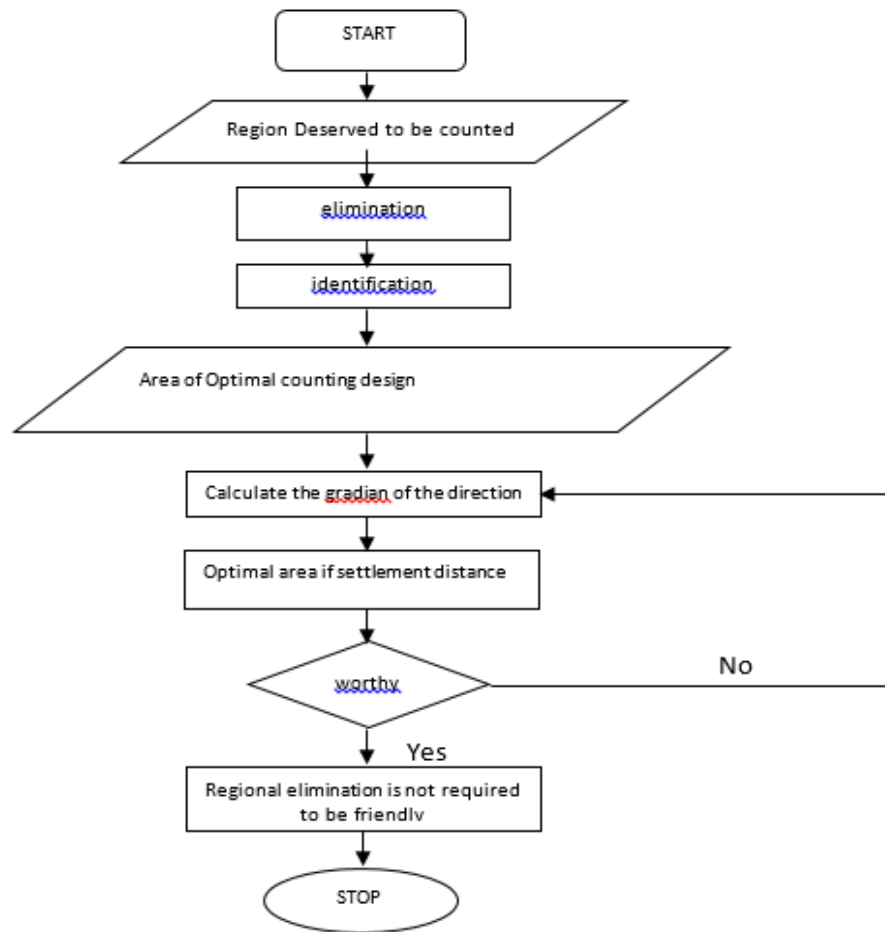 START
Region Deserved to be counted
elimination
identification
Area of Optimal counting design
Calculate the gradian of the direction
Optimal area if settlement distance
worthy
No
Yes
Regional elimination is not required
to be friendly
STOP